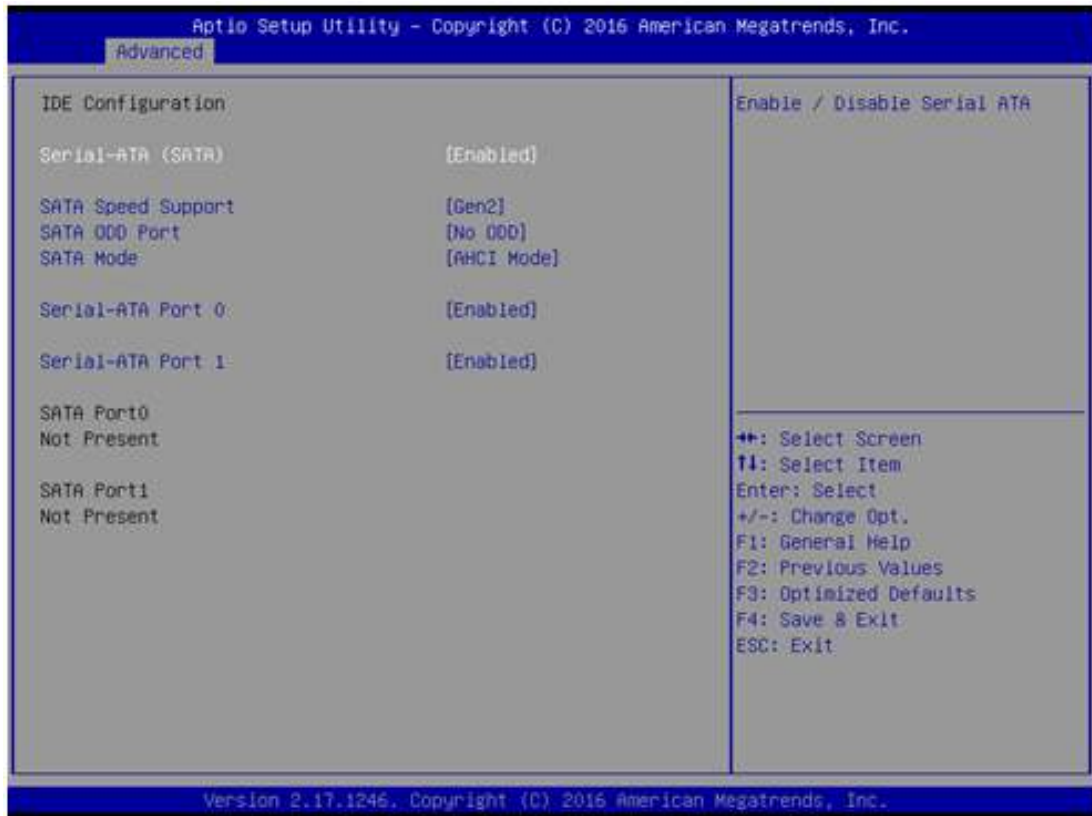 Aptio Setup Utility - Copyright (C) 2016 American Megatrends, Inc.
Advanced
IDE Configuration
Serial-ATA (SATA) [Enabled]
SATA Speed Support [Gen2]
SATA ODD Port [No ODD]
SATA Mode [AHCI Mode]
Serial-ATA Port 0 [Enabled]
Serial-ATA Port 1 [Enabled]
SATA Port0
Not Present
SATA Port1
Not Present
Enable / Disable Serial ATA
→←: Select Screen
↑↓: Select Item
Enter: Select
+/-: Change Opt.
F1: General Help
F2: Previous Values
F3: Optimized Defaults
F4: Save & Exit
ESC: Exit
Version 2.17.1246. Copyright (C) 2016 American Megatrends, Inc.